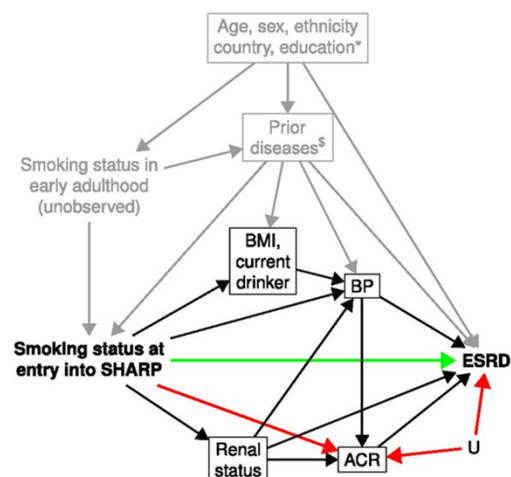 Age, sex, ethnicity
country, education*
Prior
diseases$
Smoking status in
early adulthood
(unobserved)
BMI,
current
drinker
BP
Smoking status at
entry into SHARP
ESRD
U
Renal
status
ACR